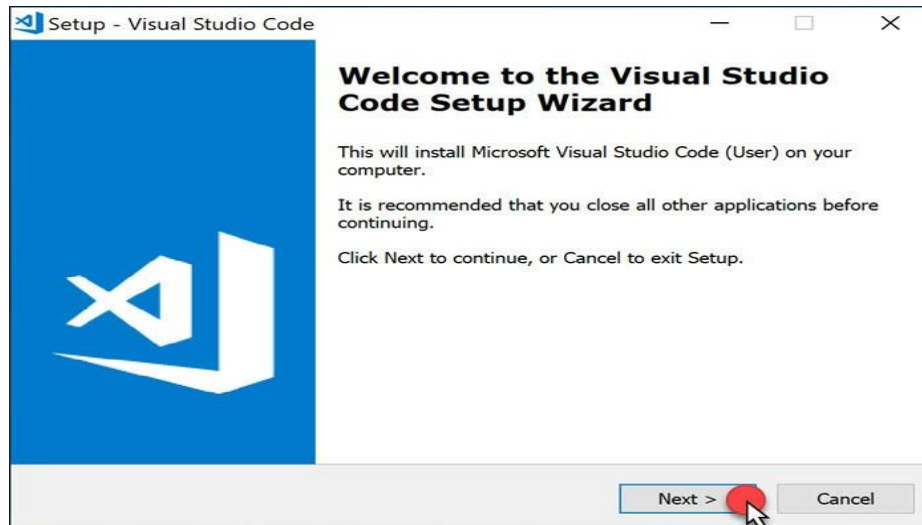 Setup - Visual Studio Code
Welcome to the Visual Studio
Code Setup Wizard
This will install Microsoft Visual Studio Code (User) on your
computer.
It is recommended that you close all other applications before
continuing.
Click Next to continue, or Cancel to exit Setup.
Next >
Cancel